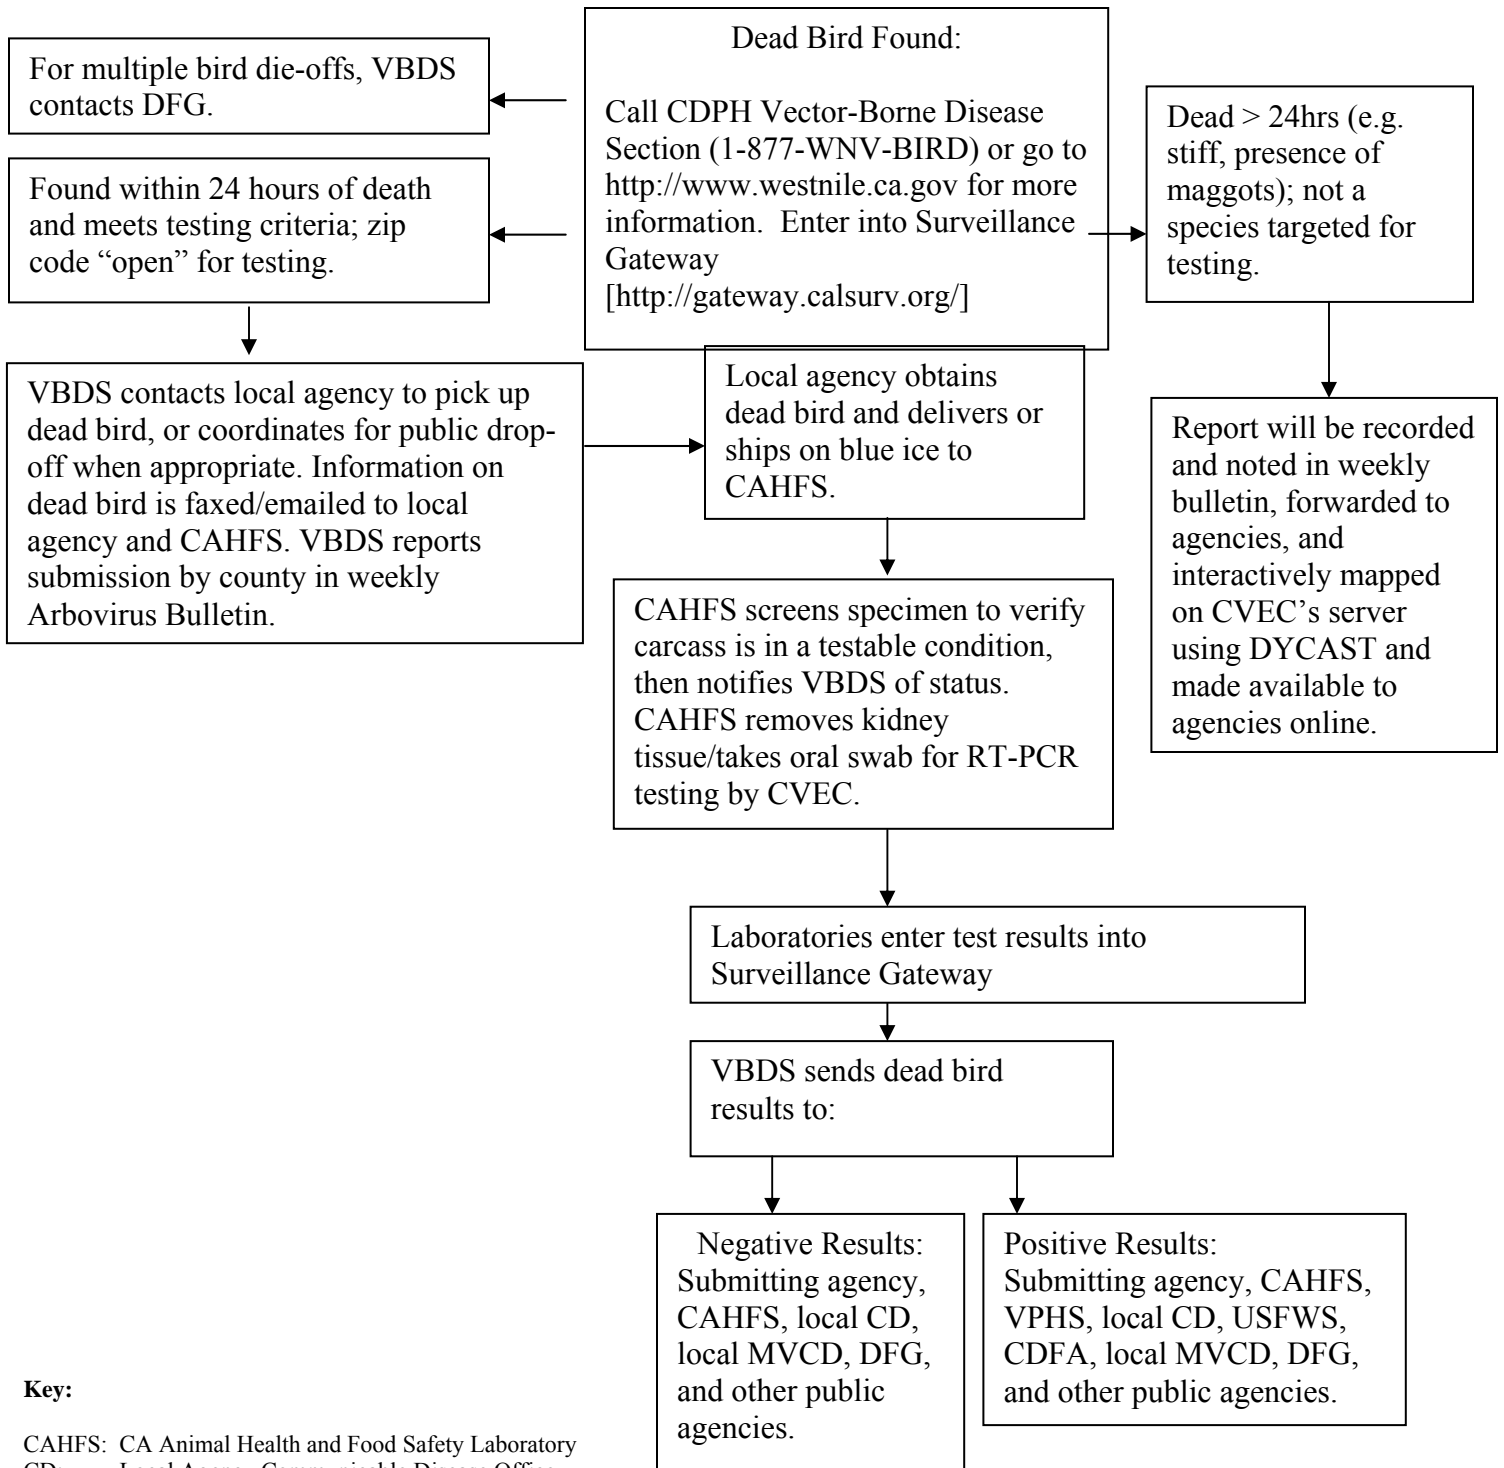 Dead Bird Found:
Call CDPH Vector-Borne Disease
Section (1-877-WNV-BIRD) or go to
http://www.westnile.ca.gov for more
information.  Enter into Surveillance
Gateway
[http://gateway.calsurv.org/]
For multiple bird die-offs, VBDS
contacts DFG.
Found within 24 hours of death
and meets testing criteria; zip
code “open” for testing.
Dead > 24hrs (e.g.
stiff, presence of
maggots); not a
species targeted for
testing.
VBDS contacts local agency to pick up
dead bird, or coordinates for public drop-
off when appropriate. Information on
dead bird is faxed/emailed to local
agency and CAHFS. VBDS reports
submission by county in weekly
Arbovirus Bulletin.
Local agency obtains
dead bird and delivers or
ships on blue ice to
CAHFS.
Report will be recorded
and noted in weekly
bulletin, forwarded to
agencies, and
interactively mapped
on CVEC’s server
using DYCAST and
made available to
agencies online.
CAHFS screens specimen to verify
carcass is in a testable condition,
then notifies VBDS of status.
CAHFS removes kidney
tissue/takes oral swab for RT-PCR
testing by CVEC.
Laboratories enter test results into
Surveillance Gateway
VBDS sends dead bird
results to:
Negative Results:
Submitting agency,
CAHFS, local CD,
local MVCD, DFG,
and other public
agencies.
Positive Results:
Submitting agency, CAHFS,
VPHS, local CD, USFWS,
CDFA, local MVCD, DFG,
and other public agencies.
Key:
CAHFS:  CA Animal Health and Food Safety Laboratory
CD: Local Agency Communicable Disease Office